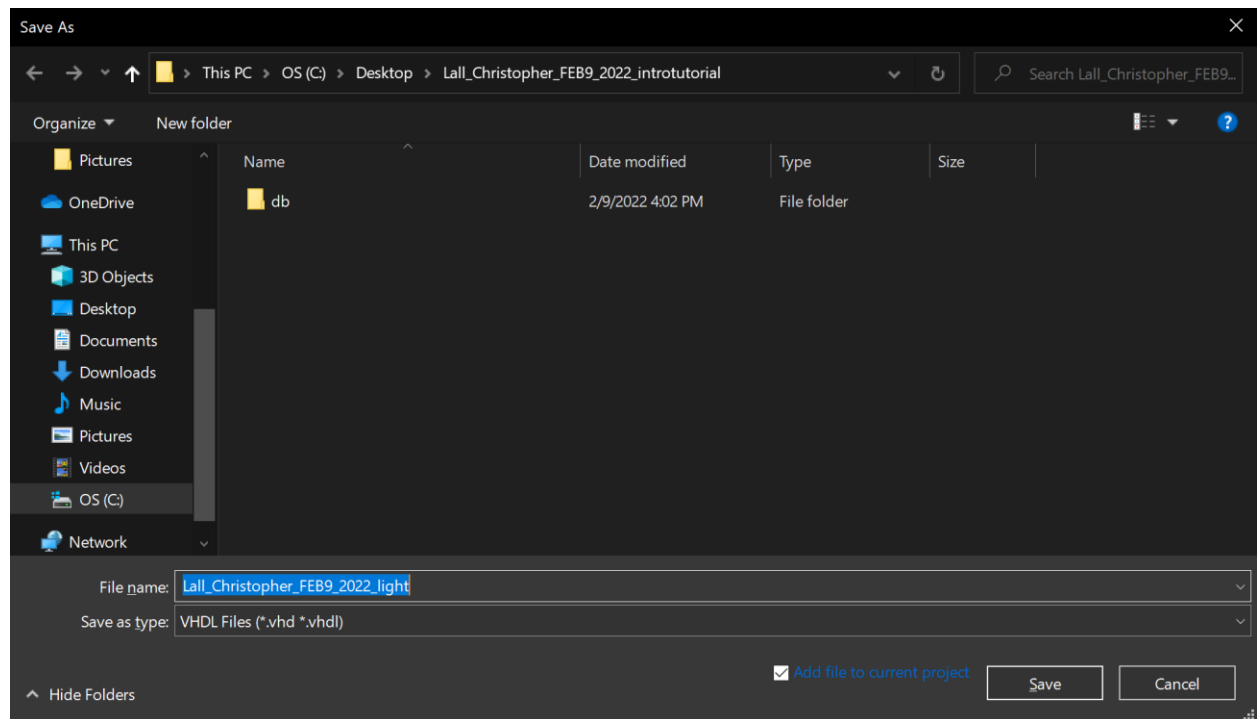 Save As
This PC > OS (C:) > Desktop > Lall_Christopher_FEB9_2022_introtutorial
Search Lall_Christopher_FEB9...
Organize
New folder
Name
Date modified
Type
Size
Pictures
OneDrive
This PC
3D Objects
Desktop
Documents
Downloads
Music
Pictures
Videos
OS (C:)
Network
db
2/9/2022 4:02 PM
File folder
File name: Lall_Christopher_FEB9_2022_light
Save as type: VHDL Files (*.vhd *.vhdl)
Add file to current project
Save
Cancel
Hide Folders